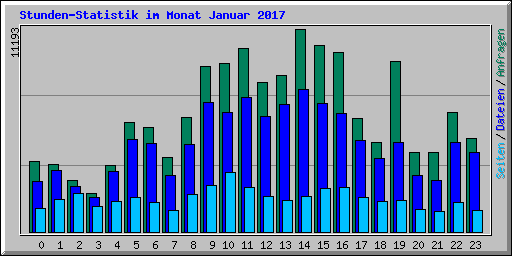 Stunden-Statistik im Monat Januar 2017
11193
Seiten / Dateien / Anfragen
0 1 2 3 4 5 6 7 8 9 10 11 12 13 14 15 16 17 18 19 20 21 22 23